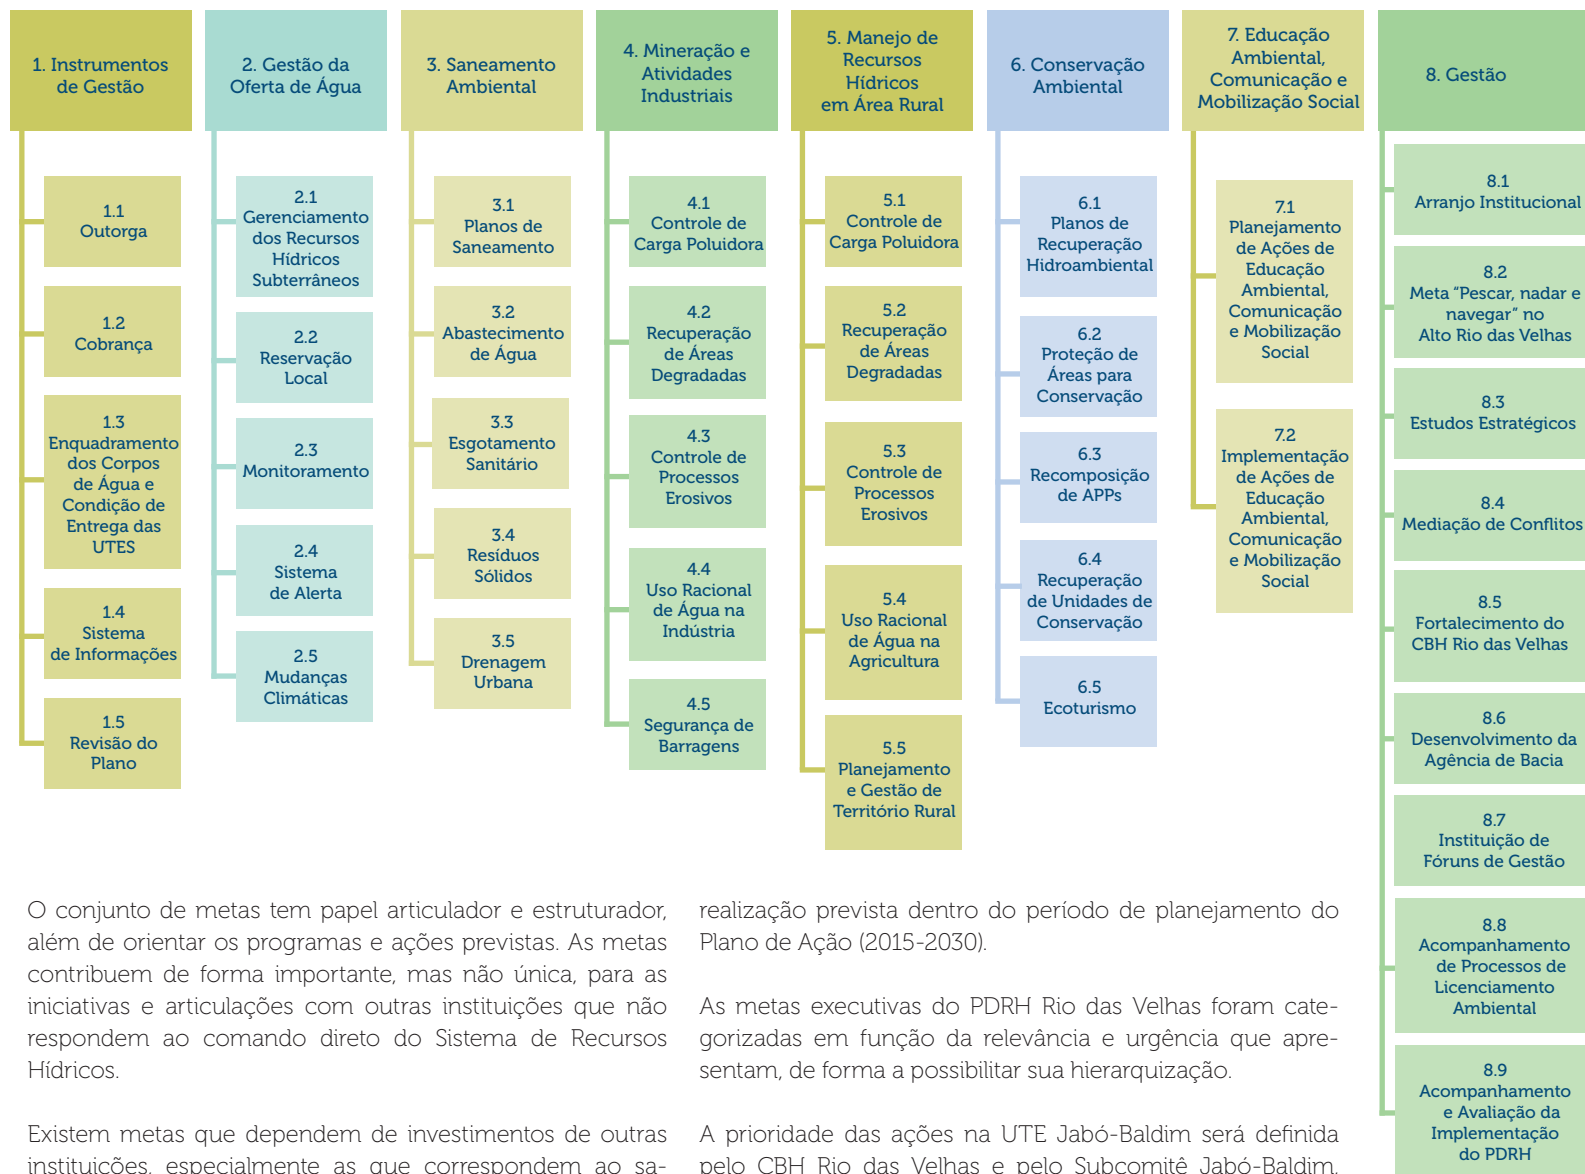 1. Instrumentos
de Gestão
1.1
Outorga
1.2
Cobrança
1.3
Enquadramento
dos Corpos
de Água e
Condição de
Entrega das
UTES
1.4
Sistema
de Informações
1.5
Revisão do
Plano
2. Gestão da
Oferta de Água
2.1
Gerenciamento
dos Recursos
Hídricos
Subterrâneos
2.2
Reservação
Local
2.3
Monitoramento
2.4
Sistema
de Alerta
2.5
Mudanças
Climáticas
3. Saneamento
Ambiental
3.1
Planos de
Saneamento
3.2
Abastecimento
de Água
3.3
Esgotamento
Sanitário
3.4
Resíduos
Sólidos
3.5
Drenagem
Urbana
4. Mineração e
Atividades
Industriais
4.1
Controle de
Carga Poluidora
4.2
Recuperação
de Áreas
Degradadas
4.3
Controle de
Processos
Erosivos
4.4
Uso Racional
de Água na
Indústria
4.5
Segurança de
Barragens
5. Manejo de
Recursos
Hídricos
em Área Rural
5.1
Controle de
Carga Poluidora
5.2
Recuperação
de Áreas
Degradadas
5.3
Controle de
Processos
Erosivos
5.4
Uso Racional
de Água na
Agricultura
5.5
Planejamento
e Gestão de
Território Rural
6. Conservação
Ambiental
6.1
Planos de
Recuperação
Hidroambiental
6.2
Proteção de
Áreas para
Conservação
6.3
Recomposição
de APPs
6.4
Recuperação
de Unidades de
Conservação
6.5
Ecoturismo
7. Educação
Ambiental,
Comunicação e
Mobilização Social
7.1
Planejamento
de Ações de
Educação
Ambiental,
Comunicação
e Mobilização
Social
7.2
Implementação
de Ações de
Educação
Ambiental,
Comunicação
e Mobilização
Social
8. Gestão
8.1
Arranjo Institucional
8.2
Meta "Pescar, nadar e
navegar" no
Alto Rio das Velhas
8.3
Estudos Estratégicos
8.4
Mediação de Conflitos
8.5
Fortalecimento do
CBH Rio das Velhas
8.6
Desenvolvimento da
Agência de Bacia
8.7
Instituição de
Fóruns de Gestão
8.8
Acompanhamento
de Processos de
Licenciamento
Ambiental
8.9
Acompanhamento
e Avaliação da
Implementação
do PDRH
O conjunto de metas tem papel articulador e estruturador,
além de orientar os programas e ações previstas. As metas
contribuem de forma importante, mas não única, para as
iniciativas e articulações com outras instituições que não
respondem ao comando direto do Sistema de Recursos
Hídricos.
Existem metas que dependem de investimentos de outras
instituições, especialmente as que correspondem ao sa-
realização prevista dentro do período de planejamento do
Plano de Ação (2015-2030).
As metas executivas do PDRH Rio das Velhas foram cate-
gorizadas em função da relevância e urgência que apre-
sentam, de forma a possibilitar sua hierarquização.
A prioridade das ações na UTE Jabó-Baldim será definida
pelo CBH Rio das Velhas e pelo Subcomitê Jabó-Baldim,